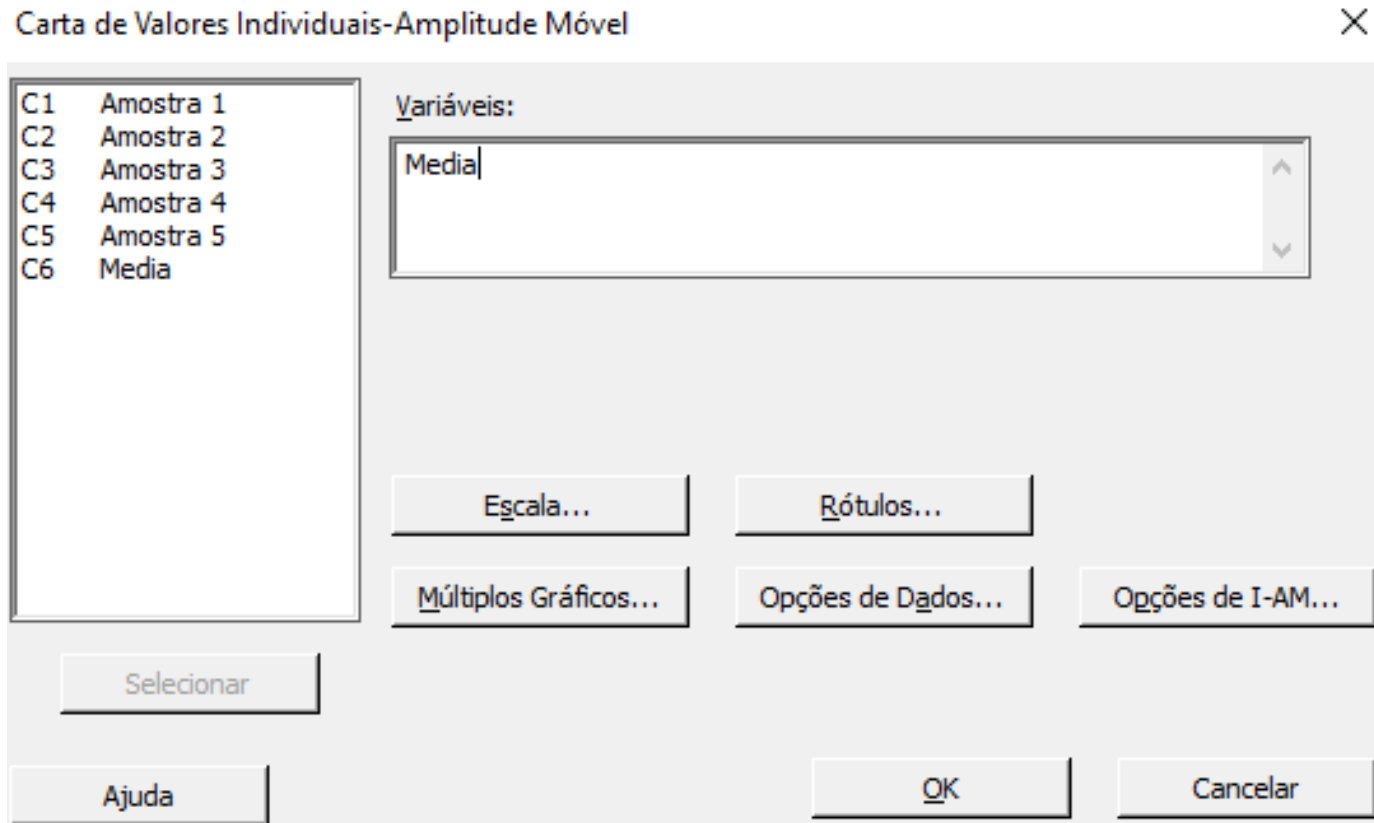 Carta de Valores Individuais-Amplitude Móvel
C1 Amostra 1
C2 Amostra 2
C3 Amostra 3
C4 Amostra 4
C5 Amostra 5
C6 Media
Variáveis:
Media
Escala...
Rótulos...
Múltiplos Gráficos...
Opções de Dados...
Opções de I-AM...
Selecionar
Ajuda
OK
Cancelar